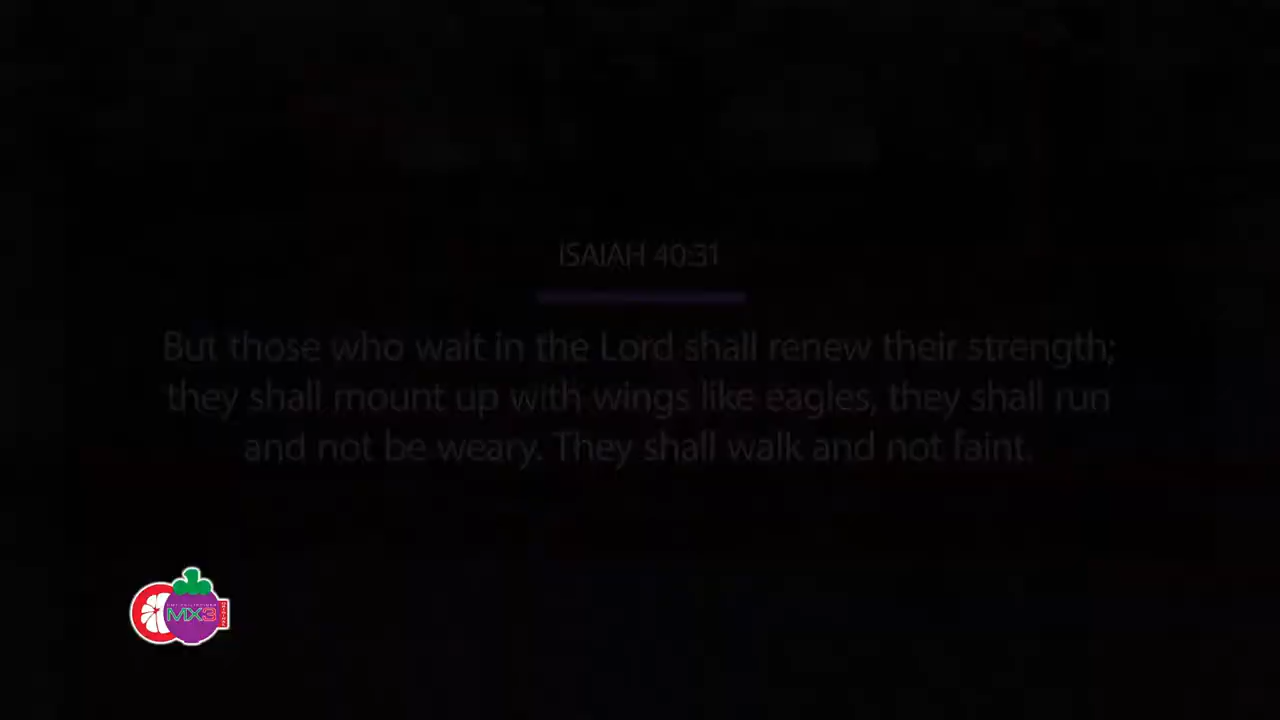 ISAIAH 40:31
But those who wait in the Lord shall renew their strength;
they shall mount up with wings like eagles, they shall run
and not be weary. They shall walk and not faint.
MX3